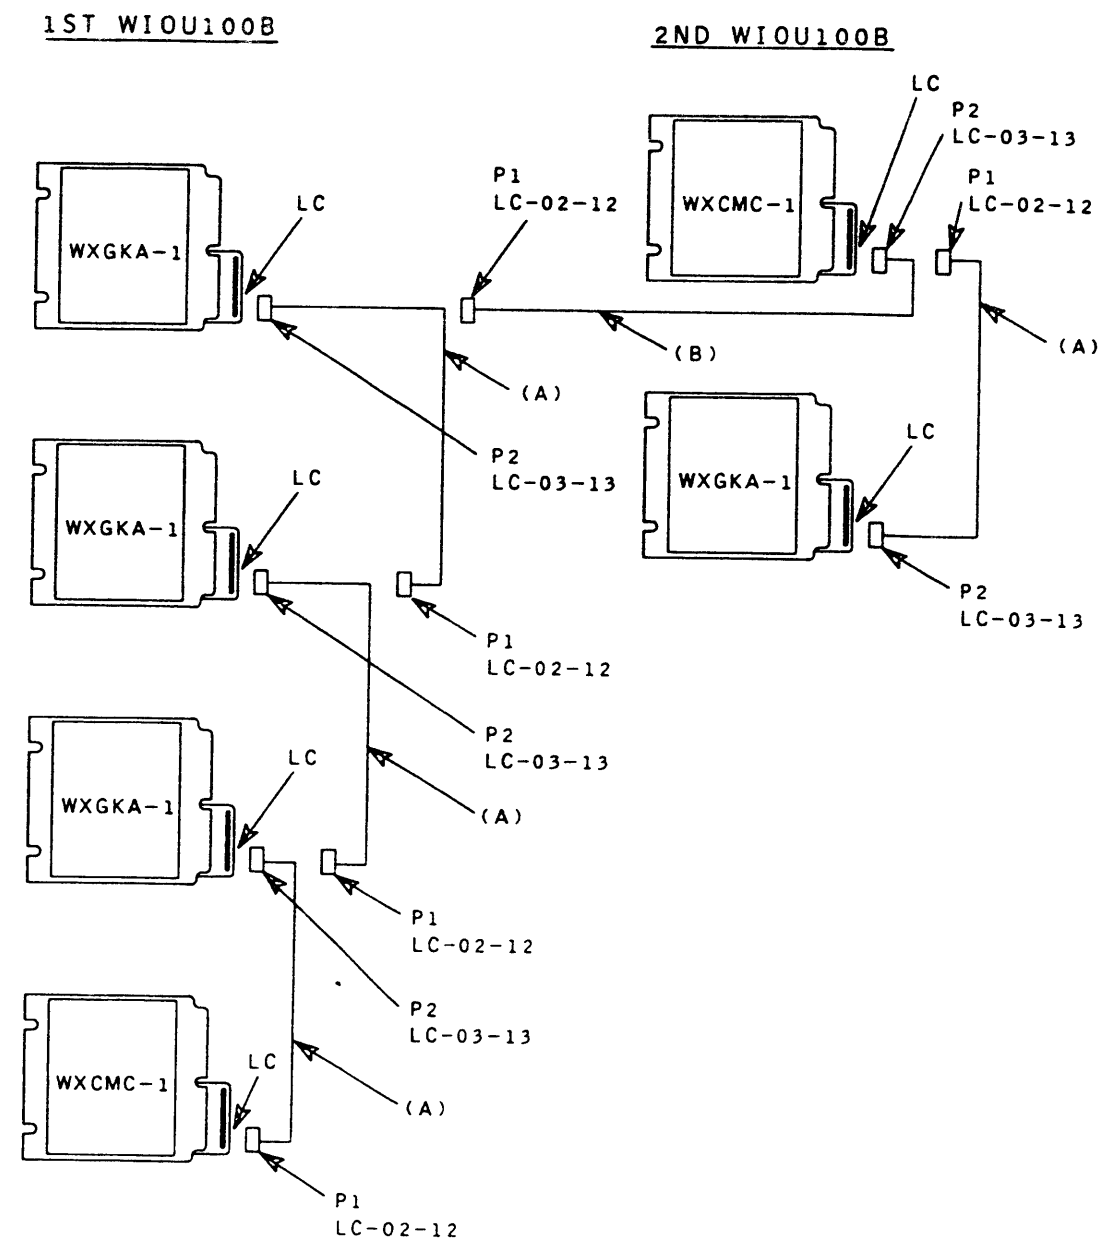 1ST WIOU100B
2ND WIOU100B
LC
P2
LC-03-13
P1
LC-02-12
WXCMC-1
P1
LC-02-12
LC
WXGKA-1
(B)
(A)
(A)
P2
LC-03-13
LC
WXGKA-1
LC
WXGKA-1
P2
LC-03-13
P1
LC-02-12
P2
LC-03-13
LC
WXGKA-1
(A)
P1
LC-02-12
P2
LC-03-13
LC
WXCMC-1
(A)
P1
LC-02-12